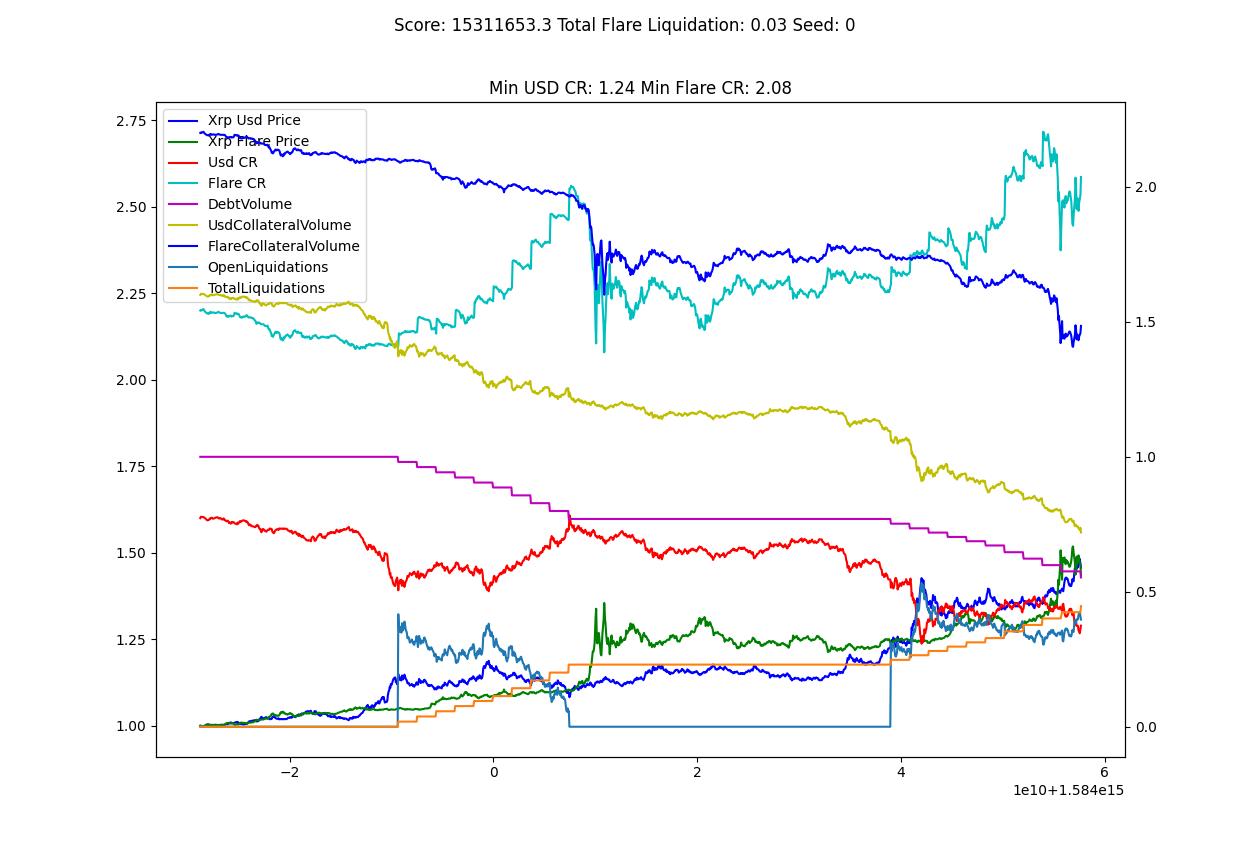 Score: 15311653.3 Total Flare Liquidation: 0.03 Seed: 0
Min USD CR: 1.24 Min Flare CR: 2.08
Xrp Usd Price
Xrp Flare Price
Usd CR
Flare CR
DebtVolume
UsdCollateralVolume
FlareCollateralVolume
OpenLiquidations
TotalLiquidations
2.75
2.50
2.25
2.00
1.75
1.50
1.25
1.00
2.0
1.5
1.0
0.5
0.0
−2 0 2 4 6
1e10+1.584e15